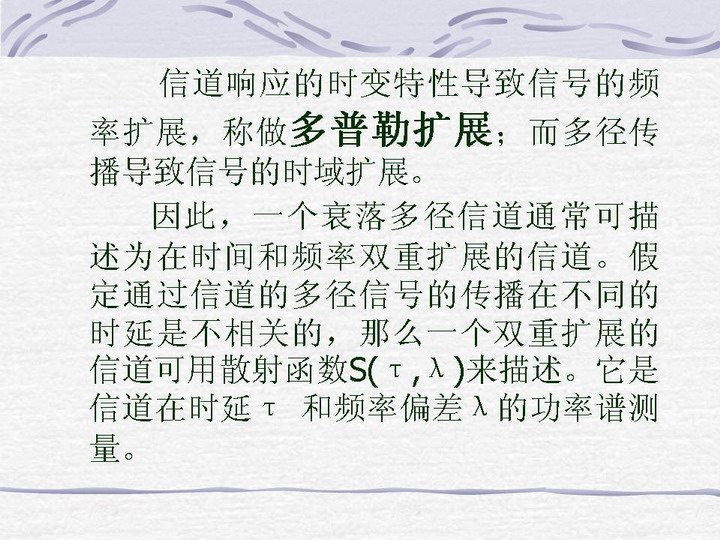 信道响应的时变特性导致信号的频
率扩展，称做多普勒扩展；而多径传
播导致信号的时域扩展。
因此，一个衰落多径信道通常可描
述为在时间和频率双重扩展的信道。假
定通过信道的多径信号的传播在不同的
时延是不相关的，那么一个双重扩展的
信道可用散射函数S(τ,λ)来描述。它是
信道在时延τ 和频率偏差λ的功率谱测
量。